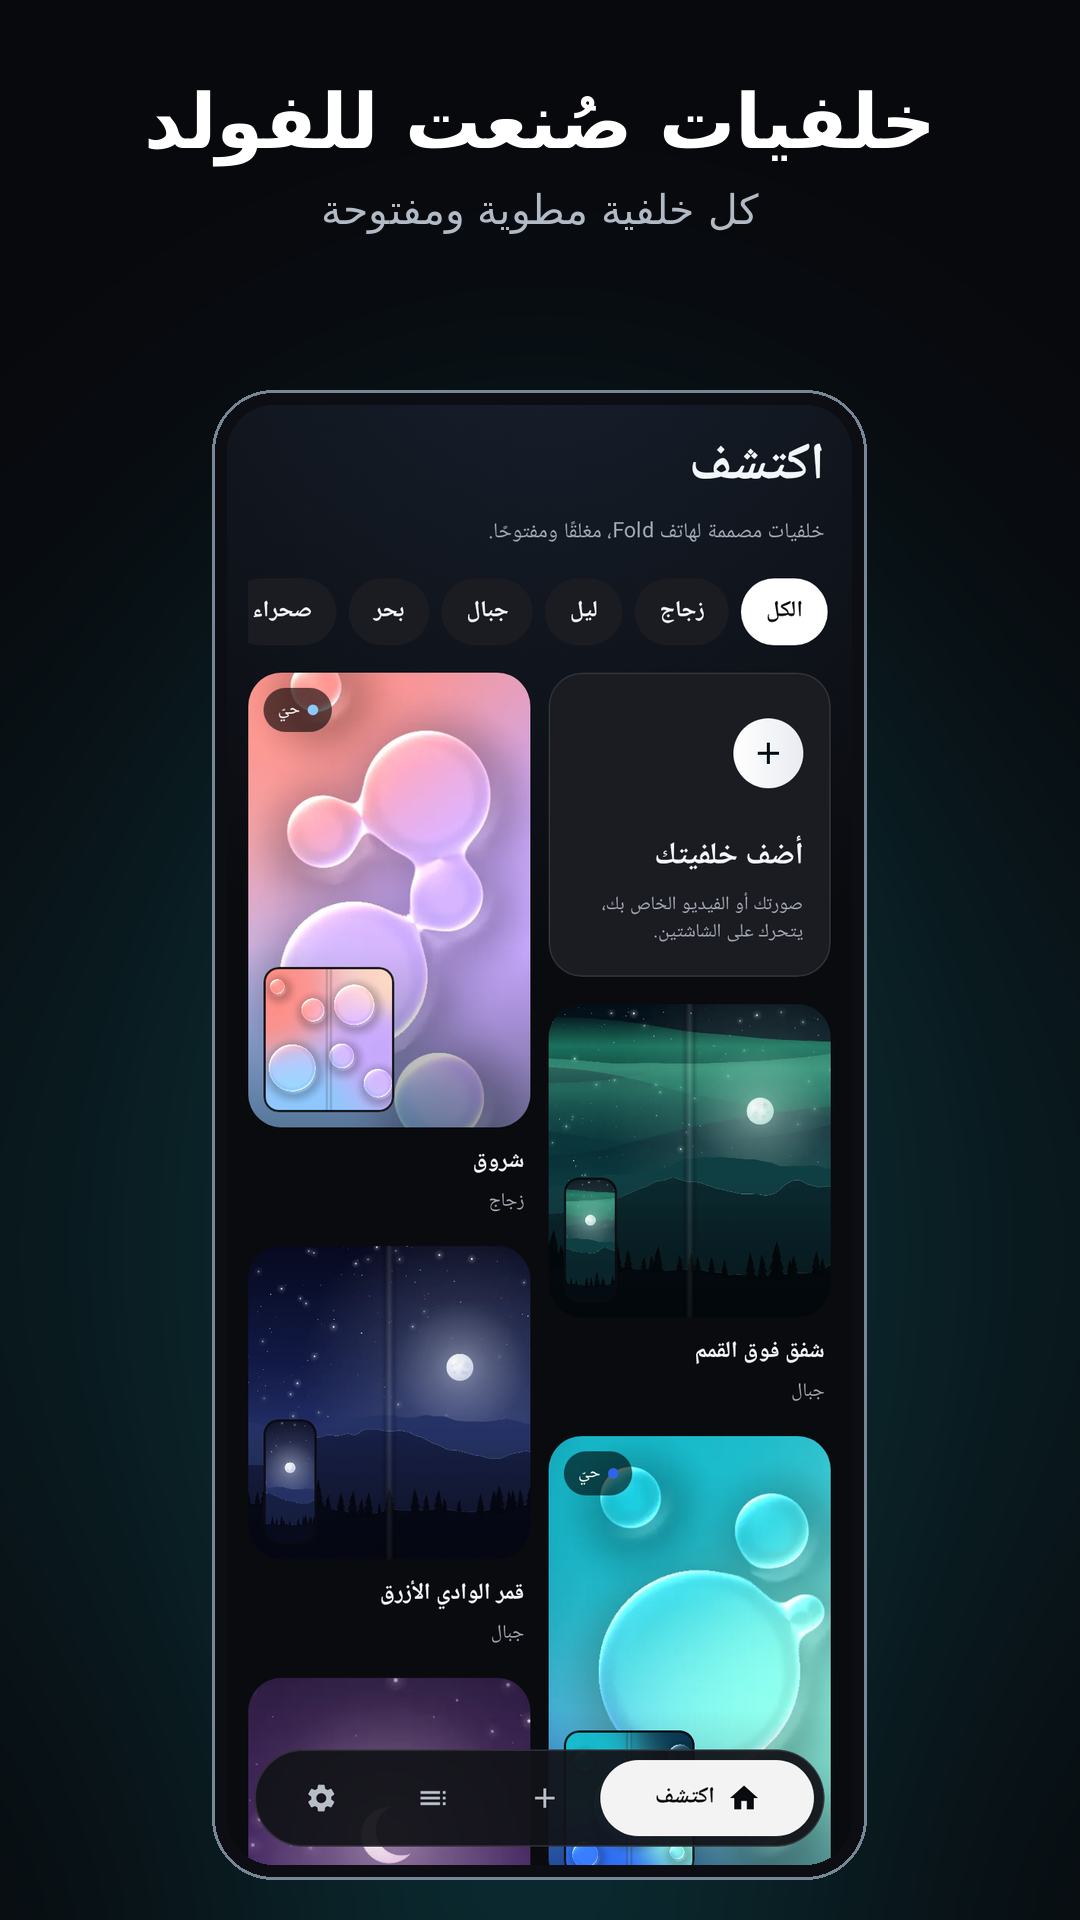 خلفيات صُنعت للفولد
كل خلفية مطوية ومفتوحة
اكتشف
خلفيات مصممة لهاتف Fold، مغلقًا ومفتوحًا.
الكل زجاج ليل جبال بحر صحراء
أضف خلفيتك
صورتك أو الفيديو الخاص بك،
يتحرك على الشاشتين.
حيّ
شروق
زجاج
شفق فوق القمم
جبال
قمر الوادي الأزرق
جبال
حيّ
اكتشف